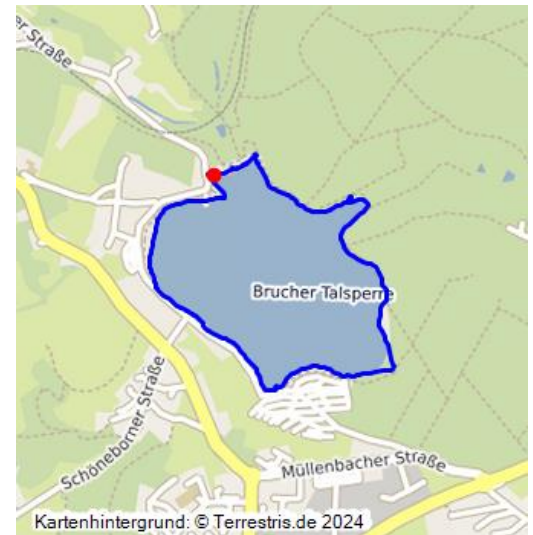 er Straße
Brucher Talsperre
Schöneborner Straße
Müllenbacher Straße
Kartenhintergrund: © Terrestris.de 2024